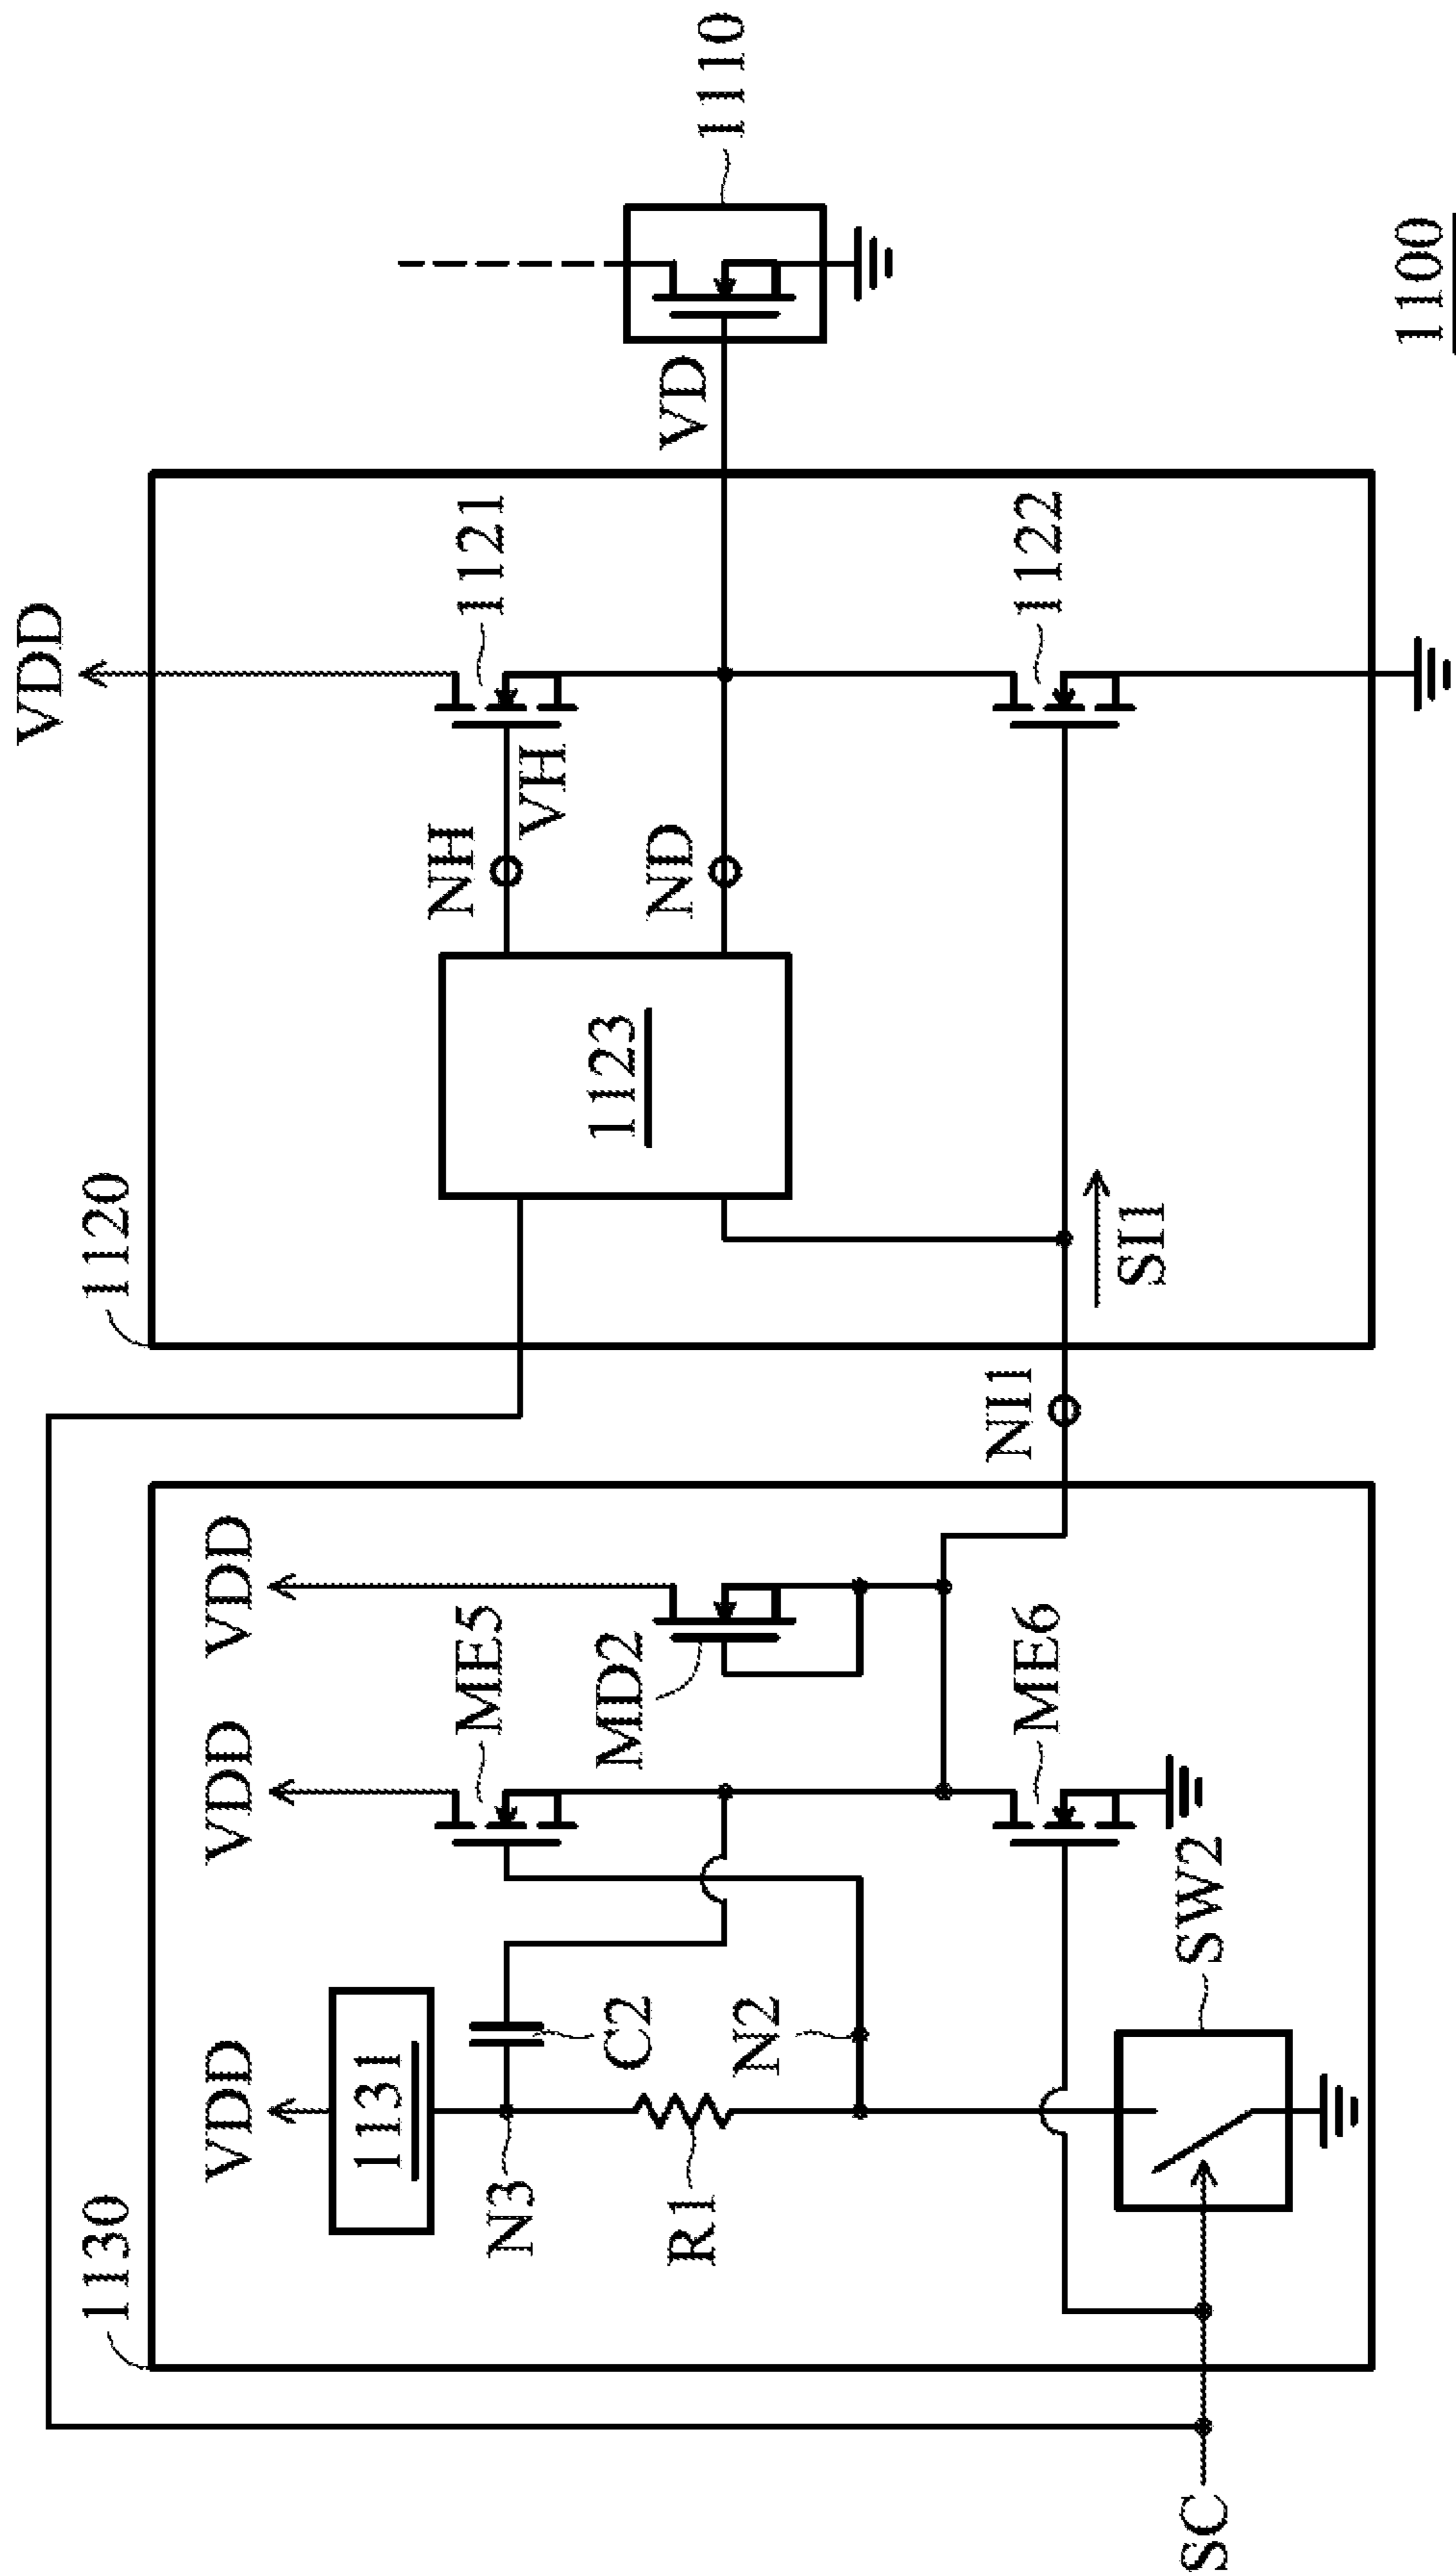 1100
1130
1120
VDD
VDD
VDD
VDD
1131
ME5
1121
NH
VH
N3
C2
MD2
1123
ND
VD
1110
R1
N2
NI1
ME6
1122
SI1
SW2
SC